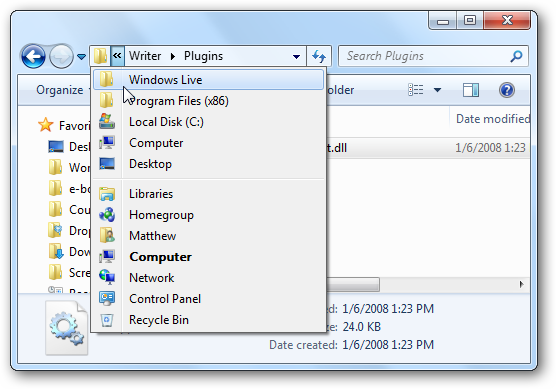 « Writer Plugins
Search Plugins
Organize
older
Windows Live
Program Files (x86)
Local Disk (C:)
Computer
Desktop
Libraries
Homegroup
Matthew
Computer
Network
Control Panel
Recycle Bin
Favori
Desk
Wor
e-bo
Cou
Drop
Dow
Scre
Date modified
t.dll
1/6/2008 1:23
ed: 1/6/2008 1:23 PM
ze: 24.0 KB
Date created: 1/6/2008 1:23 PM